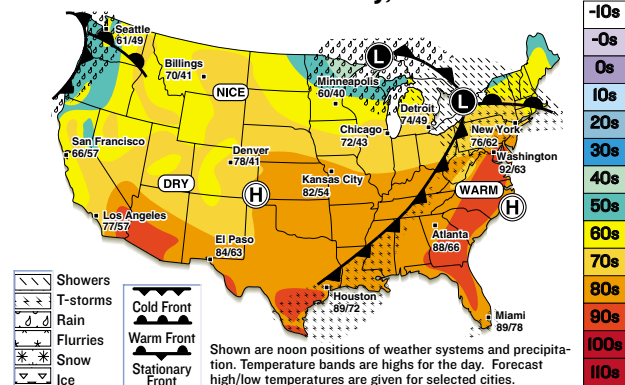 Seattle
61/49
Billings
70/41
NICE
L
L
Minneapolis
60/40
Detroit
74/49
Chicago
72/43
New York
76/62
Washington
92/63
San Francisco
66/57
Denver
78/41
Kansas City
82/54
DRY
H
WARM
H
Los Angeles
77/57
El Paso
84/63
Atlanta
88/66
Houston
89/72
Miami
89/78
Showers
T-storms
Rain
Flurries
Snow
Ice
Cold Front
Warm Front
Stationary
Front
Shown are noon positions of weather systems and precipita-
tion. Temperature bands are highs for the day. Forecast
high/low temperatures are given for selected cities.
-10s
-0s
0s
10s
20s
30s
40s
50s
60s
70s
80s
90s
100s
110s